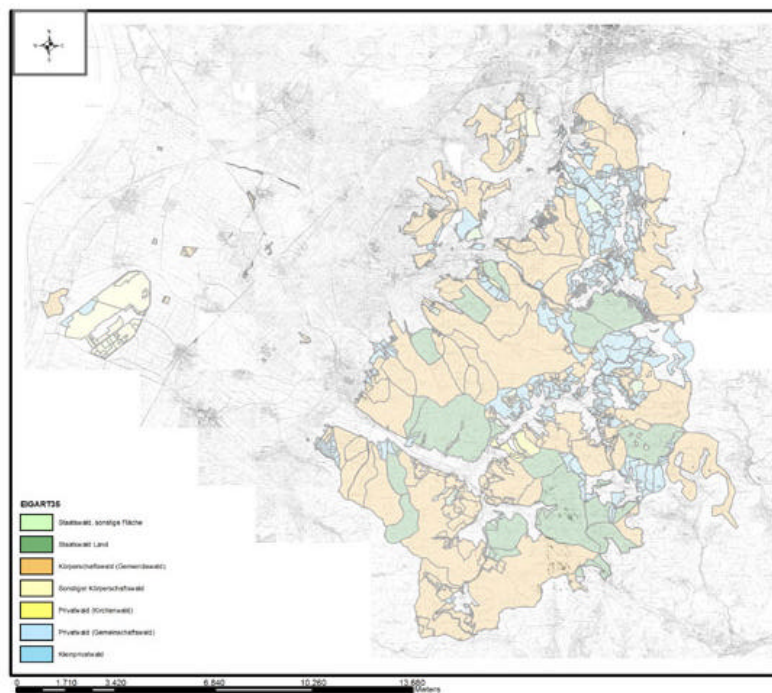 N
EIGART35
Staatswald, sonstige Fläche
Staatswald Land
Körperschaftswald (Gemeindewald)
Sonstiger Körperschaftswald
Privatwald (Kirchenwald)
Privatwald (Gemeinschaftswald)
Kleinprivatwald
0 1.710 3.420 6.840 10.260 13.680
Meters